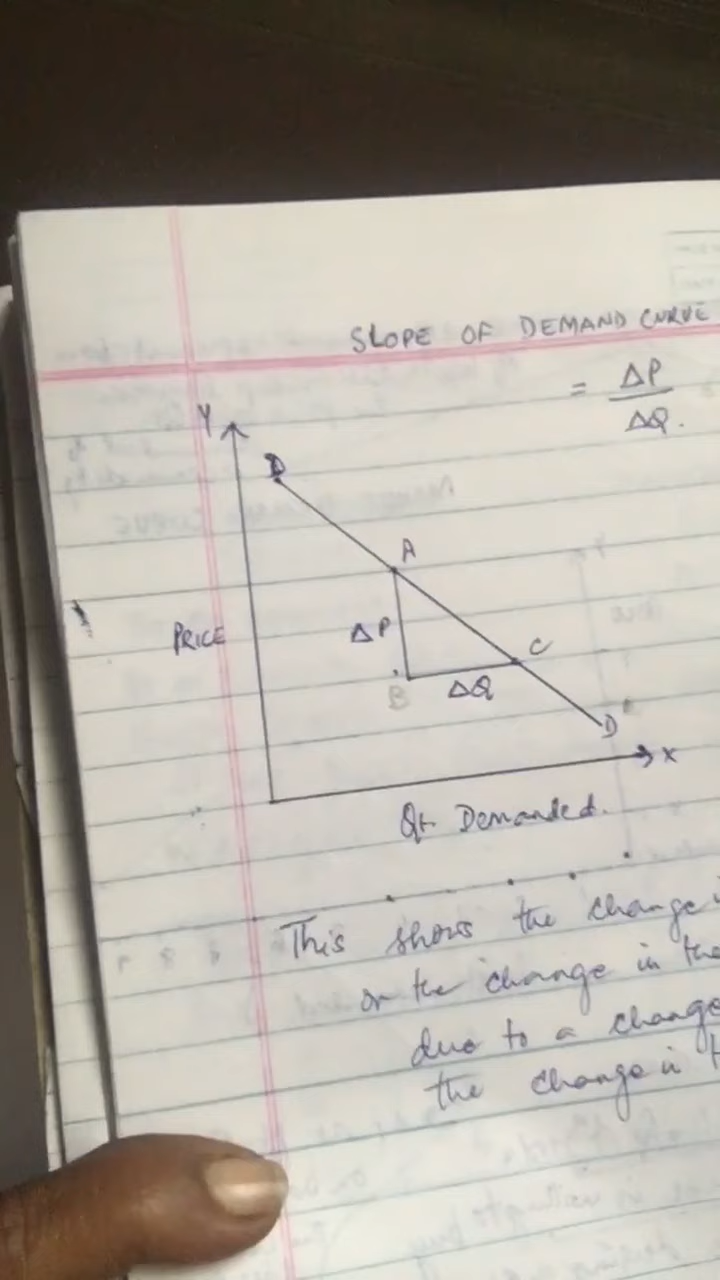 SLOPE OF DEMAND CURVE
= ΔP
ΔQ.
Y
D
A
PRICE
ΔP
C
B
ΔQ
D
X
Qt. Demanded.
This shows the change
or the change in the
due to a change
the change in